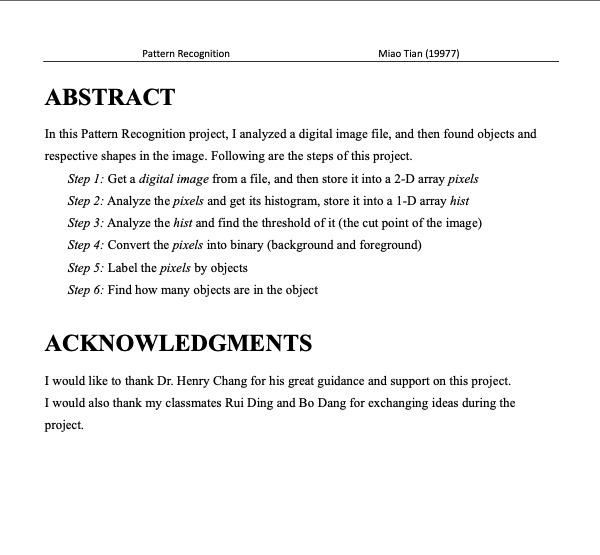 Pattern Recognition Miao Tian (19977)
ABSTRACT
In this Pattern Recognition project, I analyzed a digital image file, and then found objects and
respective shapes in the image. Following are the steps of this project.
Step 1: Get a digital image from a file, and then store it into a 2-D array pixels
Step 2: Analyze the pixels and get its histogram, store it into a 1-D array hist
Step 3: Analyze the hist and find the threshold of it (the cut point of the image)
Step 4: Convert the pixels into binary (background and foreground)
Step 5: Label the pixels by objects
Step 6: Find how many objects are in the object
ACKNOWLEDGMENTS
I would like to thank Dr. Henry Chang for his great guidance and support on this project.
I would also thank my classmates Rui Ding and Bo Dang for exchanging ideas during the
project.